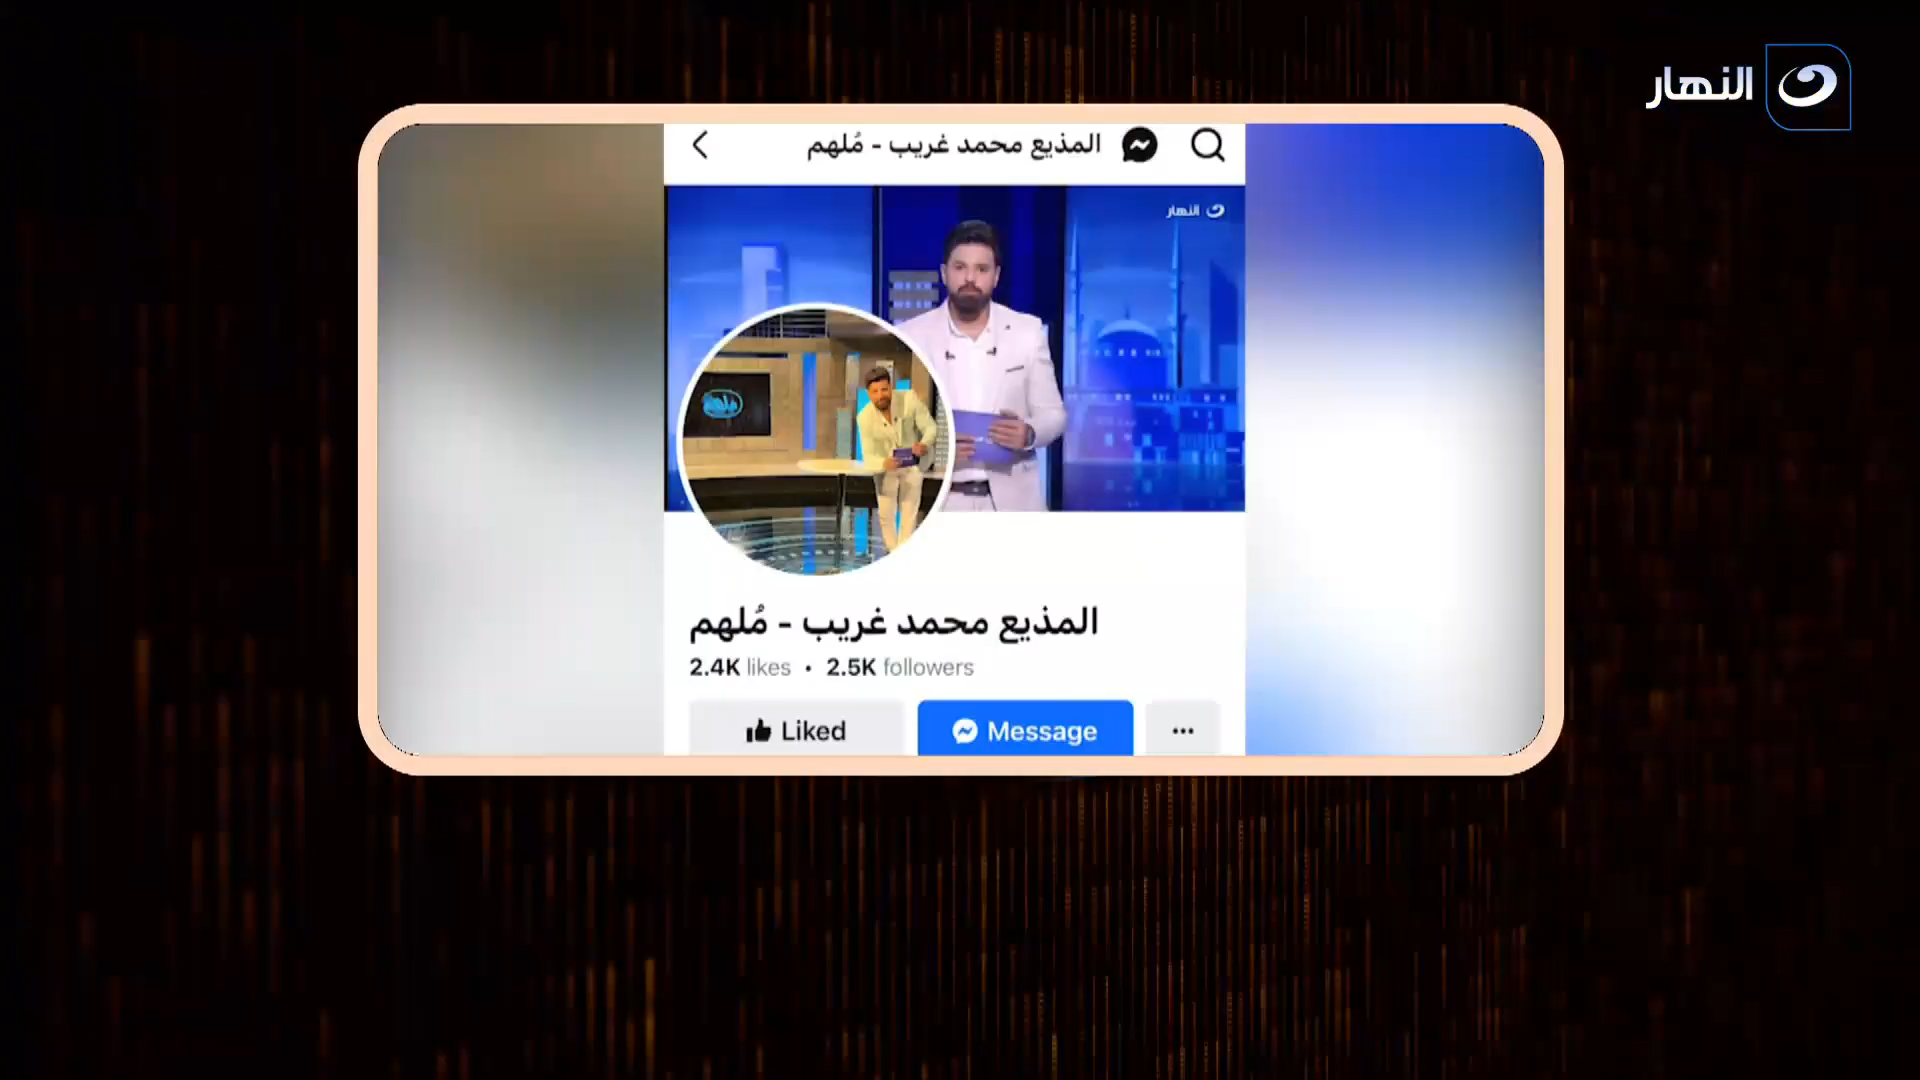 النهار
المذيع محمد غريب - مُلهم
النهار
ملهم
المذيع محمد غريب - مُلهم
2.4K likes • 2.5K followers
Liked
Message